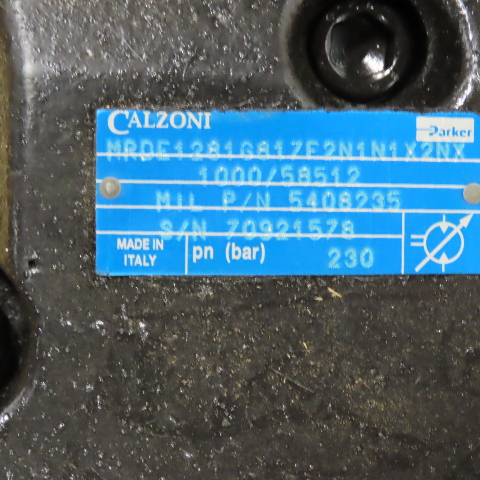 CALZONI
Parker
MRDE1281G81ZF2N1N1X2NX
1000/58512
MIL P/N 5408235
S/N 70921578
MADE IN
ITALY
pn (bar)
230